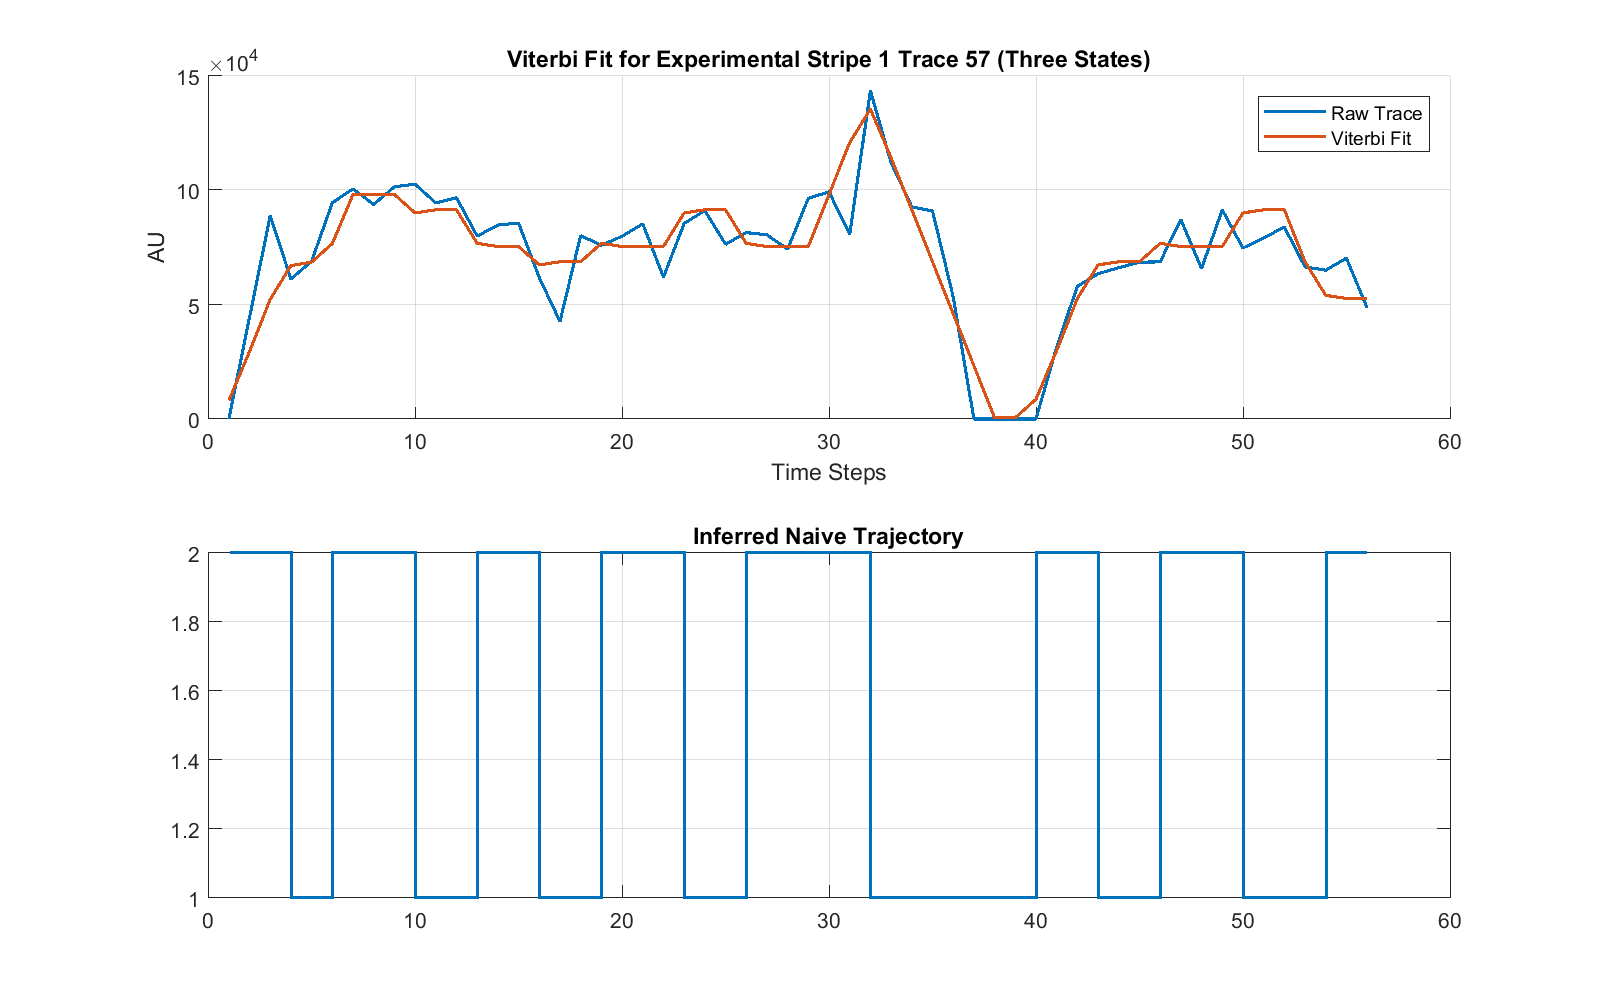 Viterbi Fit for Experimental Stripe 1 Trace 57 (Three States)
×10^4
15
10
5
0
AU
Raw Trace
Viterbi Fit
0 10 20 30 40 50 60
Time Steps
Inferred Naive Trajectory
2
1.8
1.6
1.4
1.2
1
0 10 20 30 40 50 60